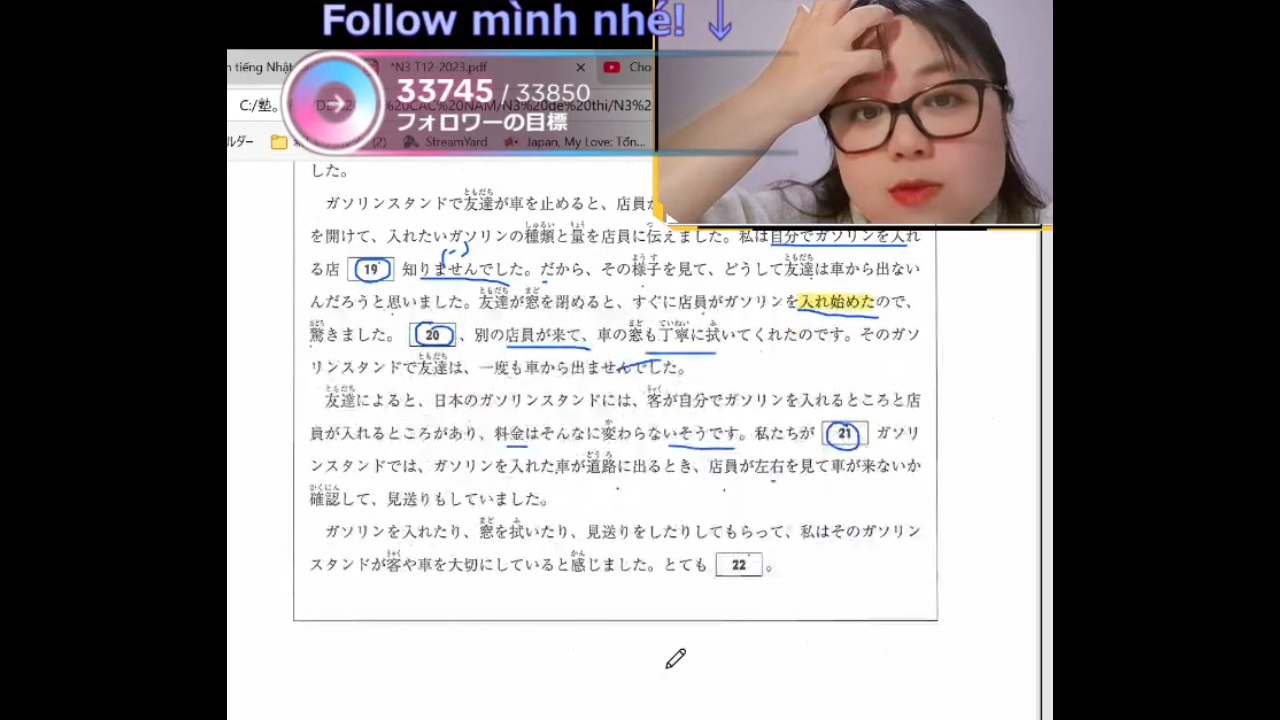 Follow mình nhé! ↓
n tiếng Nhật
*N3 T12-2023.pdf
×
Cho
33745 / 33850
フォロワーの目標
C:/塾。
ルダー
(2)
StreamYard
Japan, My Love: Tổn...
した。
ガソリンスタンドで友達が車を止めると、店員が
を開けて、入れたいガソリンの種類と量を店員に伝えました。私は自分でガソリンを入れ
る店 19 知りませんでした。だから、その様子を見て、どうして友達は車から出ない
んだろうと思いました。友達が窓を閉めると、すぐに店員がガソリンを入れ始めたので、
驚きました。 20 、別の店員が来て、車の窓も丁寧に拭いてくれたのです。そのガソ
リンスタンドで友達は、一度も車から出ませんでした。
友達によると、日本のガソリンスタンドには、客が自分でガソリンを入れるところと店
員が入れるところがあり、料金はそんなに変わらないそうです。私たちが 21 ガソリ
ンスタンドでは、ガソリンを入れた車が道路に出るとき、店員が左右を見て車が来ないか
確認して、見送りもしていました。
ガソリンを入れたり、窓を拭いたり、見送りをしたりしてもらって、私はそのガソリン
スタンドが客や車を大切にしていると感じました。とても 22 。